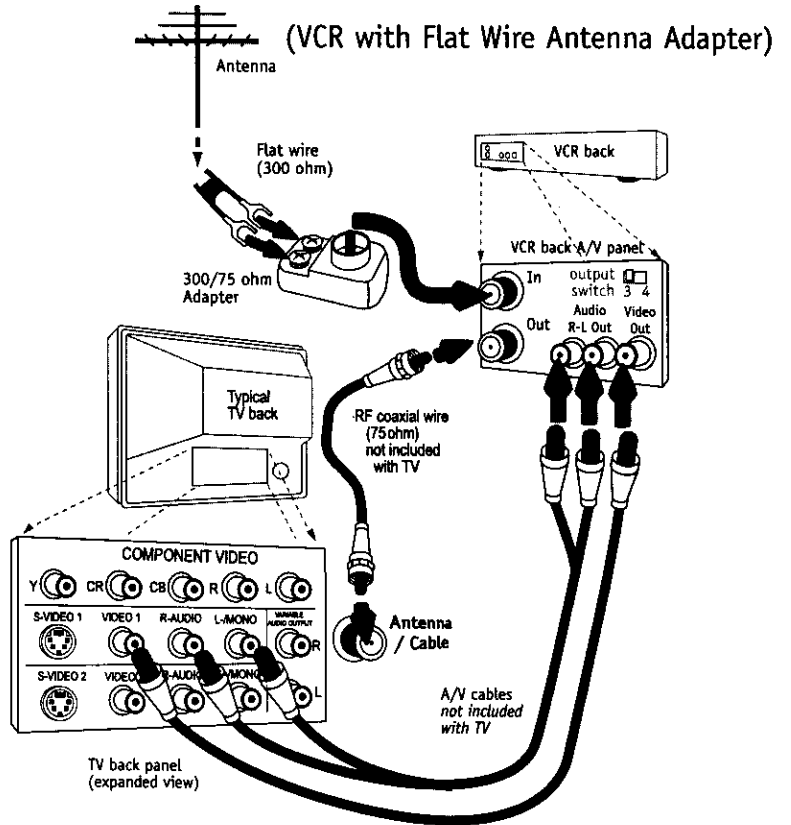 (VCR with Flat Wire Antenna Adapter)
Antenna
Flat wire
(300 ohm)
VCR back
300/75 ohm
Adapter
VCR back A/V panel
In
output
switch 3 4
Out
Audio
R-L Out
Video
Out
Typical
TV back
RF coaxial wire
(75ohm)
not included
with TV
COMPONENT VIDEO
Y CR CB R L
S-VIDEO 1 VIDEO 1 R-AUDIO L-/MONO VARIABLE
AUDIO OUTPUT
R
Antenna
/ Cable
S-VIDEO 2 VIDEO R-AUDIO /MONO
L
A/V cables
not included
with TV
TV back panel
(expanded view)